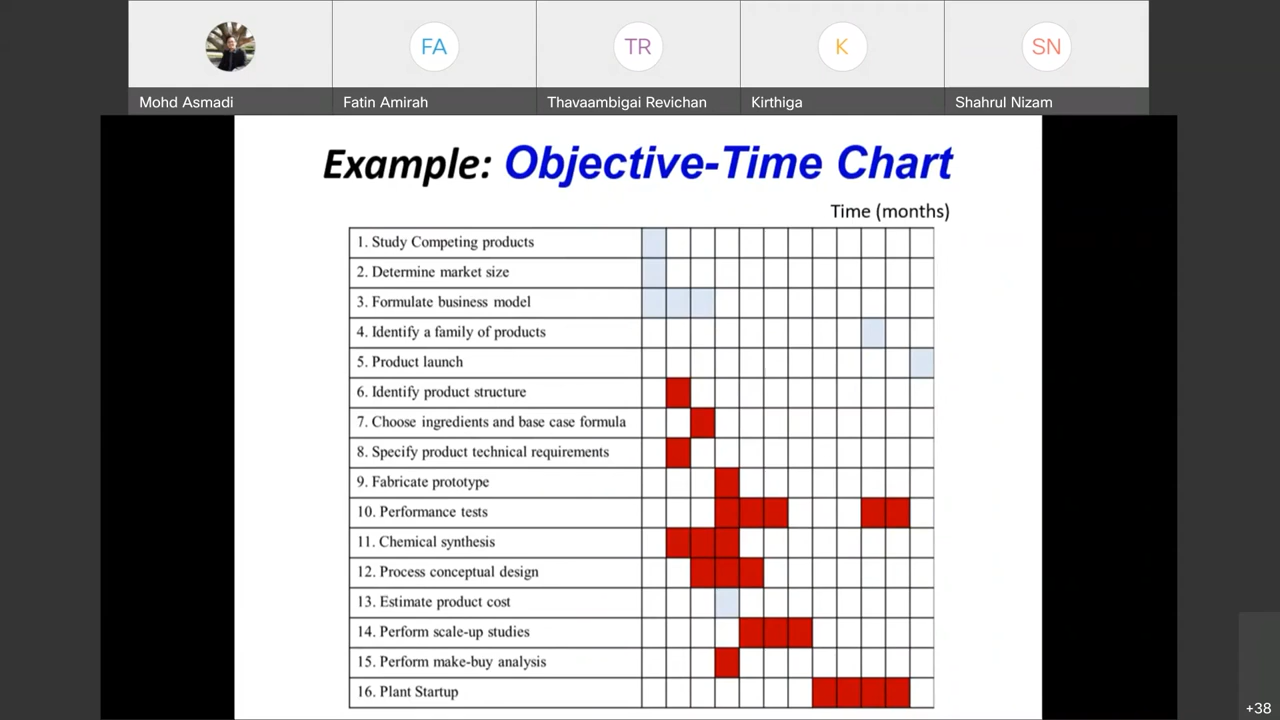 FA
TR
K
SN
Mohd Asmadi
Fatin Amirah
Thavaambigai Revichan
Kirthiga
Shahrul Nizam
Example: Objective-Time Chart
Time (months)
1. Study Competing products
2. Determine market size
3. Formulate business model
4. Identify a family of products
5. Product launch
6. Identify product structure
7. Choose ingredients and base case formula
8. Specify product technical requirements
9. Fabricate prototype
10. Performance tests
11. Chemical synthesis
12. Process conceptual design
13. Estimate product cost
14. Perform scale-up studies
15. Perform make-buy analysis
16. Plant Startup
+38